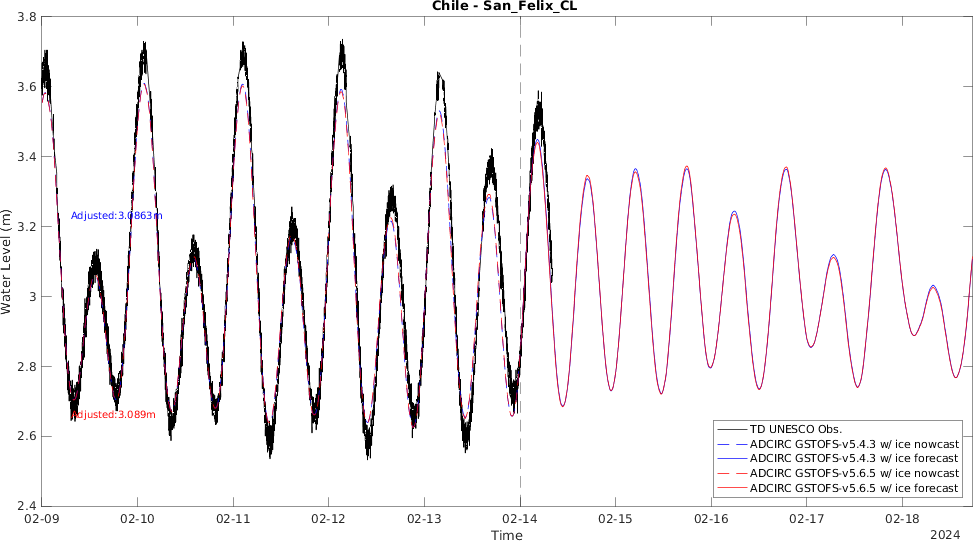 Chile - San_Felix_CL
3.8
3.6
3.4
3.2
3
2.8
2.6
2.4
Water Level (m)
Adjusted:3.0863m
Adjusted:3.089m
TD UNESCO Obs.
ADCIRC GSTOFS-v5.4.3 w/ ice nowcast
ADCIRC GSTOFS-v5.4.3 w/ ice forecast
ADCIRC GSTOFS-v5.6.5 w/ ice nowcast
ADCIRC GSTOFS-v5.6.5 w/ ice forecast
02-09 02-10 02-11 02-12 02-13 02-14 02-15 02-16 02-17 02-18
Time
2024